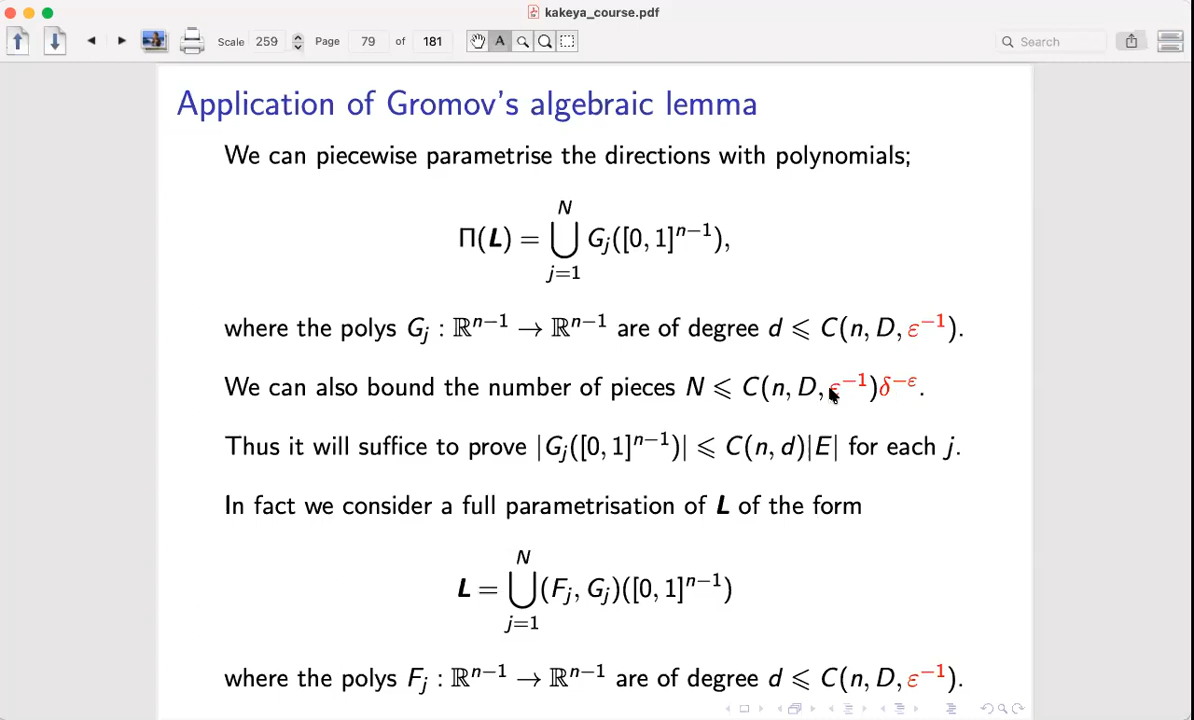 kakeya_course.pdf
Scale 259 Page 79 of 181 A Search
Application of Gromov's algebraic lemma
We can piecewise parametrise the directions with polynomials;
Π(L) = ⋃_{j=1}^{N} G_j([0, 1]^{n−1}),
where the polys G_j : ℝ^{n−1} → ℝ^{n−1} are of degree d ⩽ C(n, D, ε^{−1}).
We can also bound the number of pieces N ⩽ C(n, D, ε^{−1})δ^{−ε}.
Thus it will suffice to prove |G_j([0, 1]^{n−1})| ⩽ C(n, d)|E| for each j.
In fact we consider a full parametrisation of L of the form
L = ⋃_{j=1}^{N} (F_j, G_j)([0, 1]^{n−1})
where the polys F_j : ℝ^{n−1} → ℝ^{n−1} are of degree d ⩽ C(n, D, ε^{−1}).